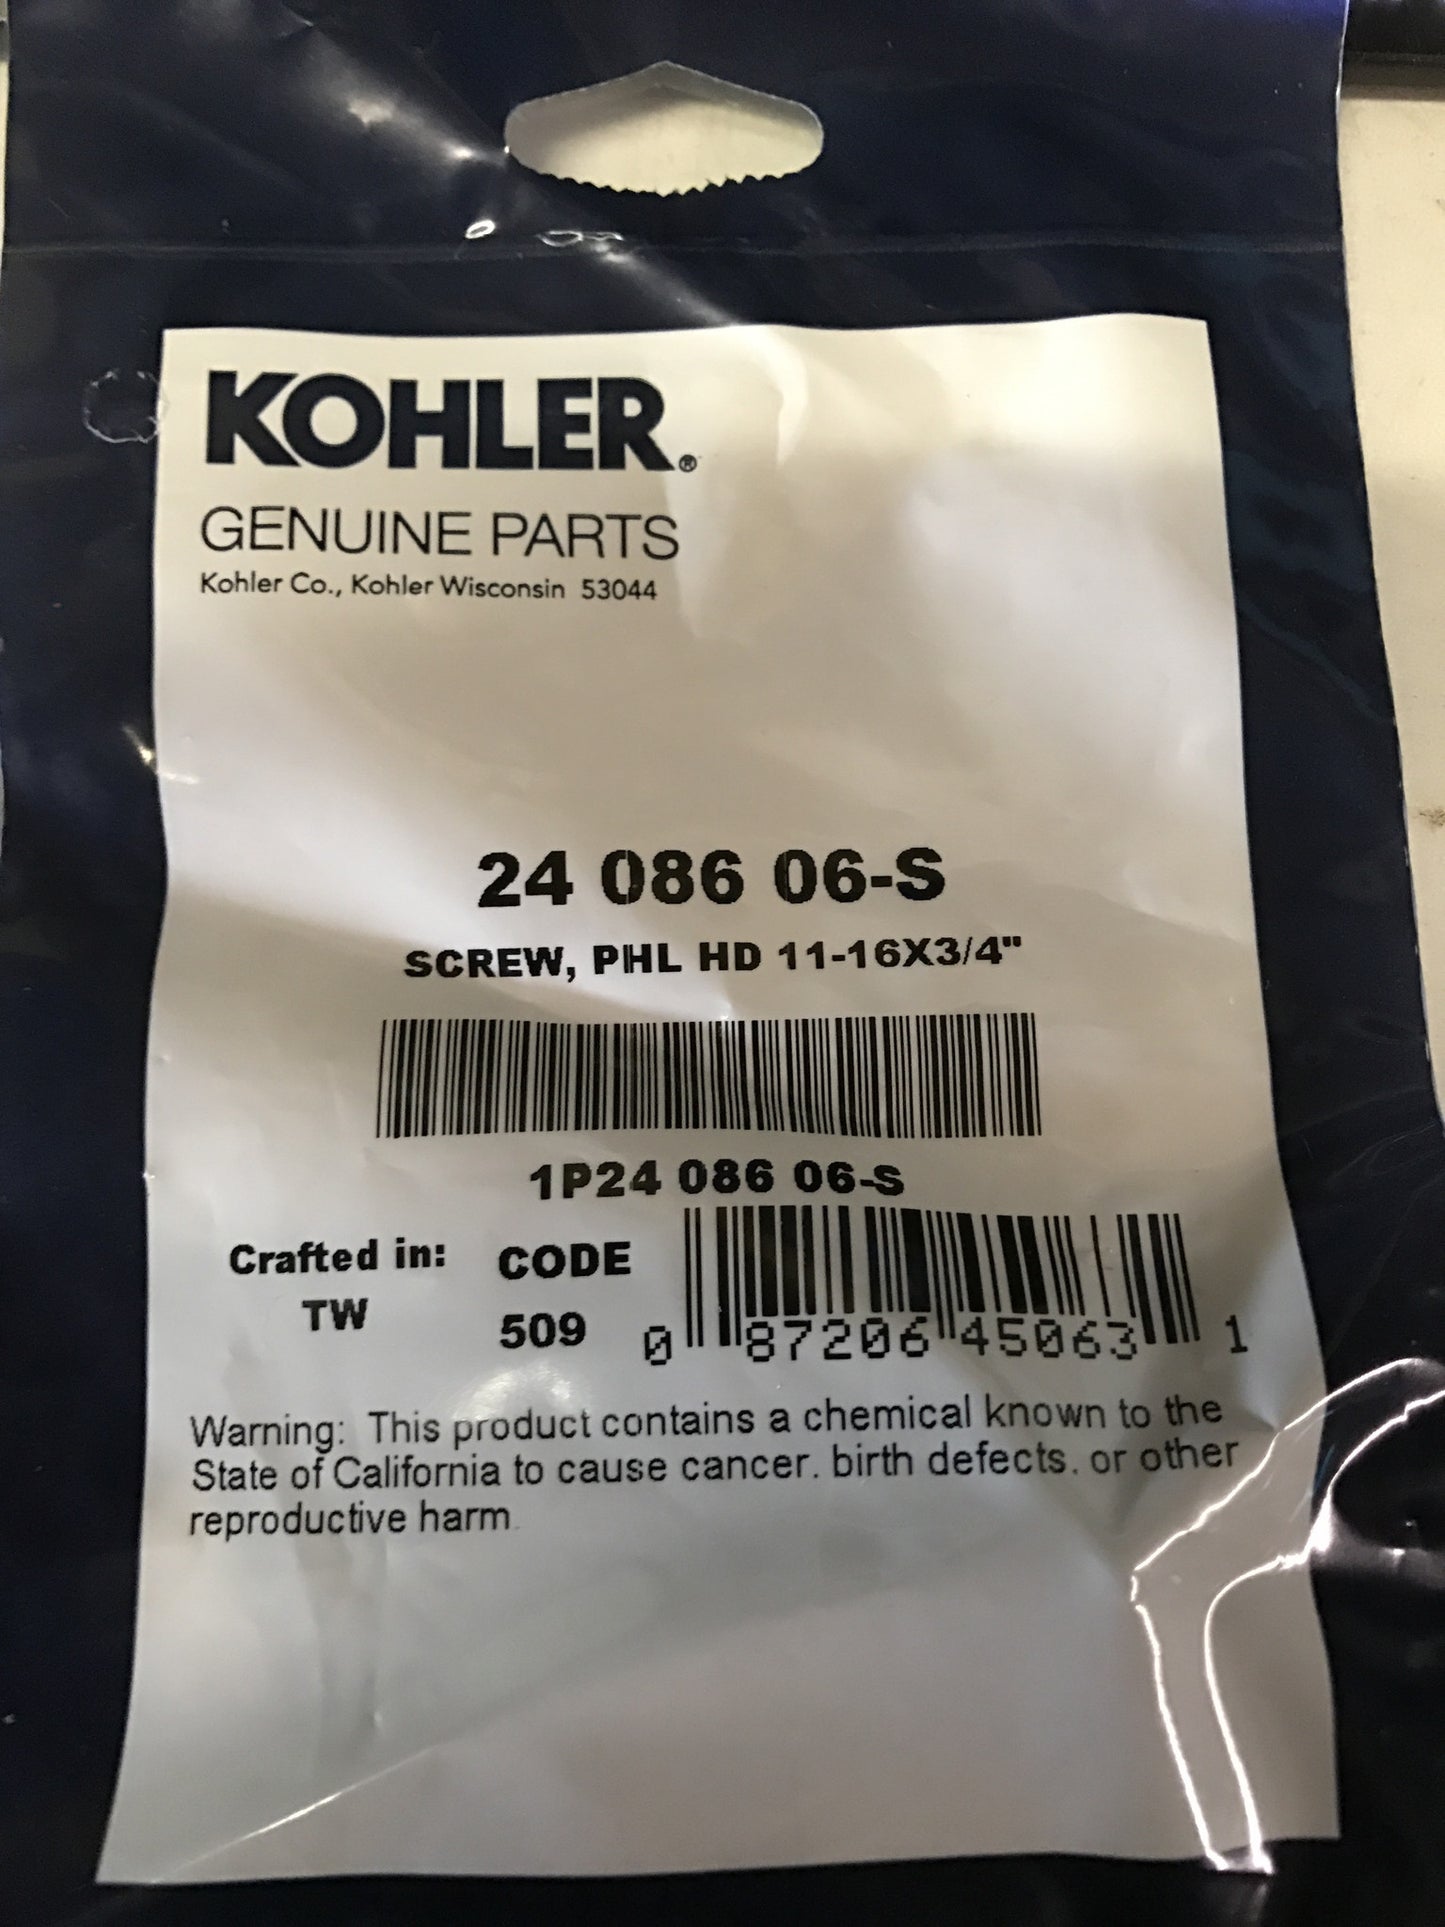 KOHLER®
GENUINE PARTS
Kohler Co., Kohler Wisconsin 53044
24 086 06-S
SCREW, PHL HD 11-16X3/4"
1P24 086 06-S
Crafted in: CODE
TW 509
0 87206 45063 1
Warning: This product contains a chemical known to the
State of California to cause cancer. birth defects. or other
reproductive harm.